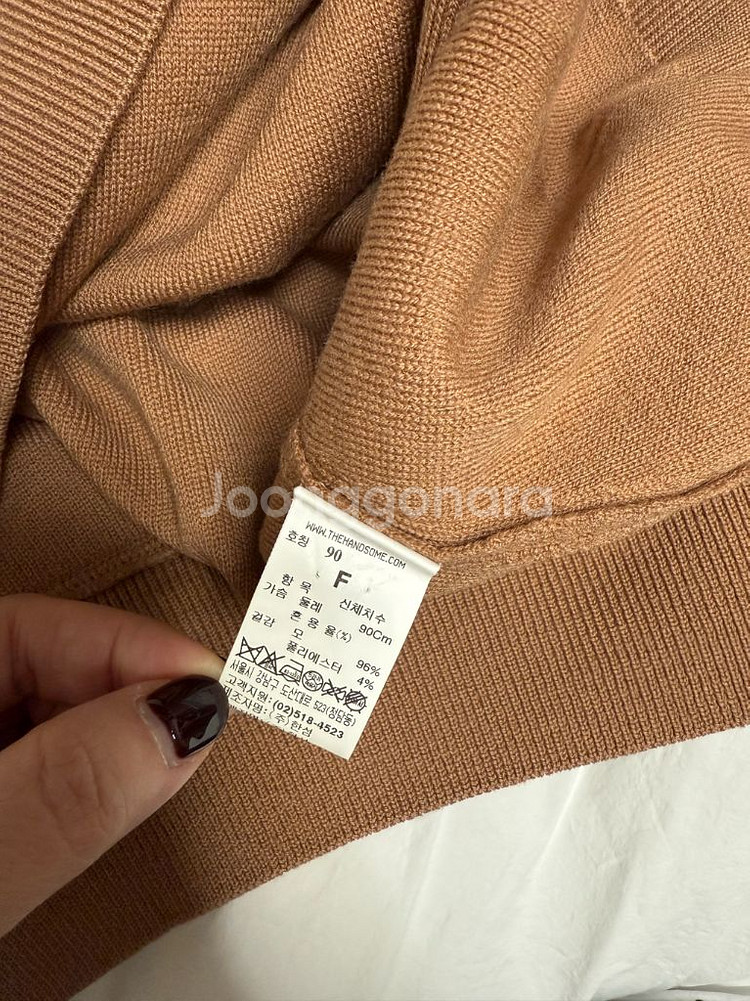 Joongagonara
WWW.THEHANDSOME.COM
호칭 90
F
항 목 신체치수
가슴 둘레 90Cm
겉감 혼 용 율(%)
모 96%
폴리에스터 4%
서울시 강남구 도산대로 523(청담동)
고객지원: (02)518-4523
제조자명: (주)한섬